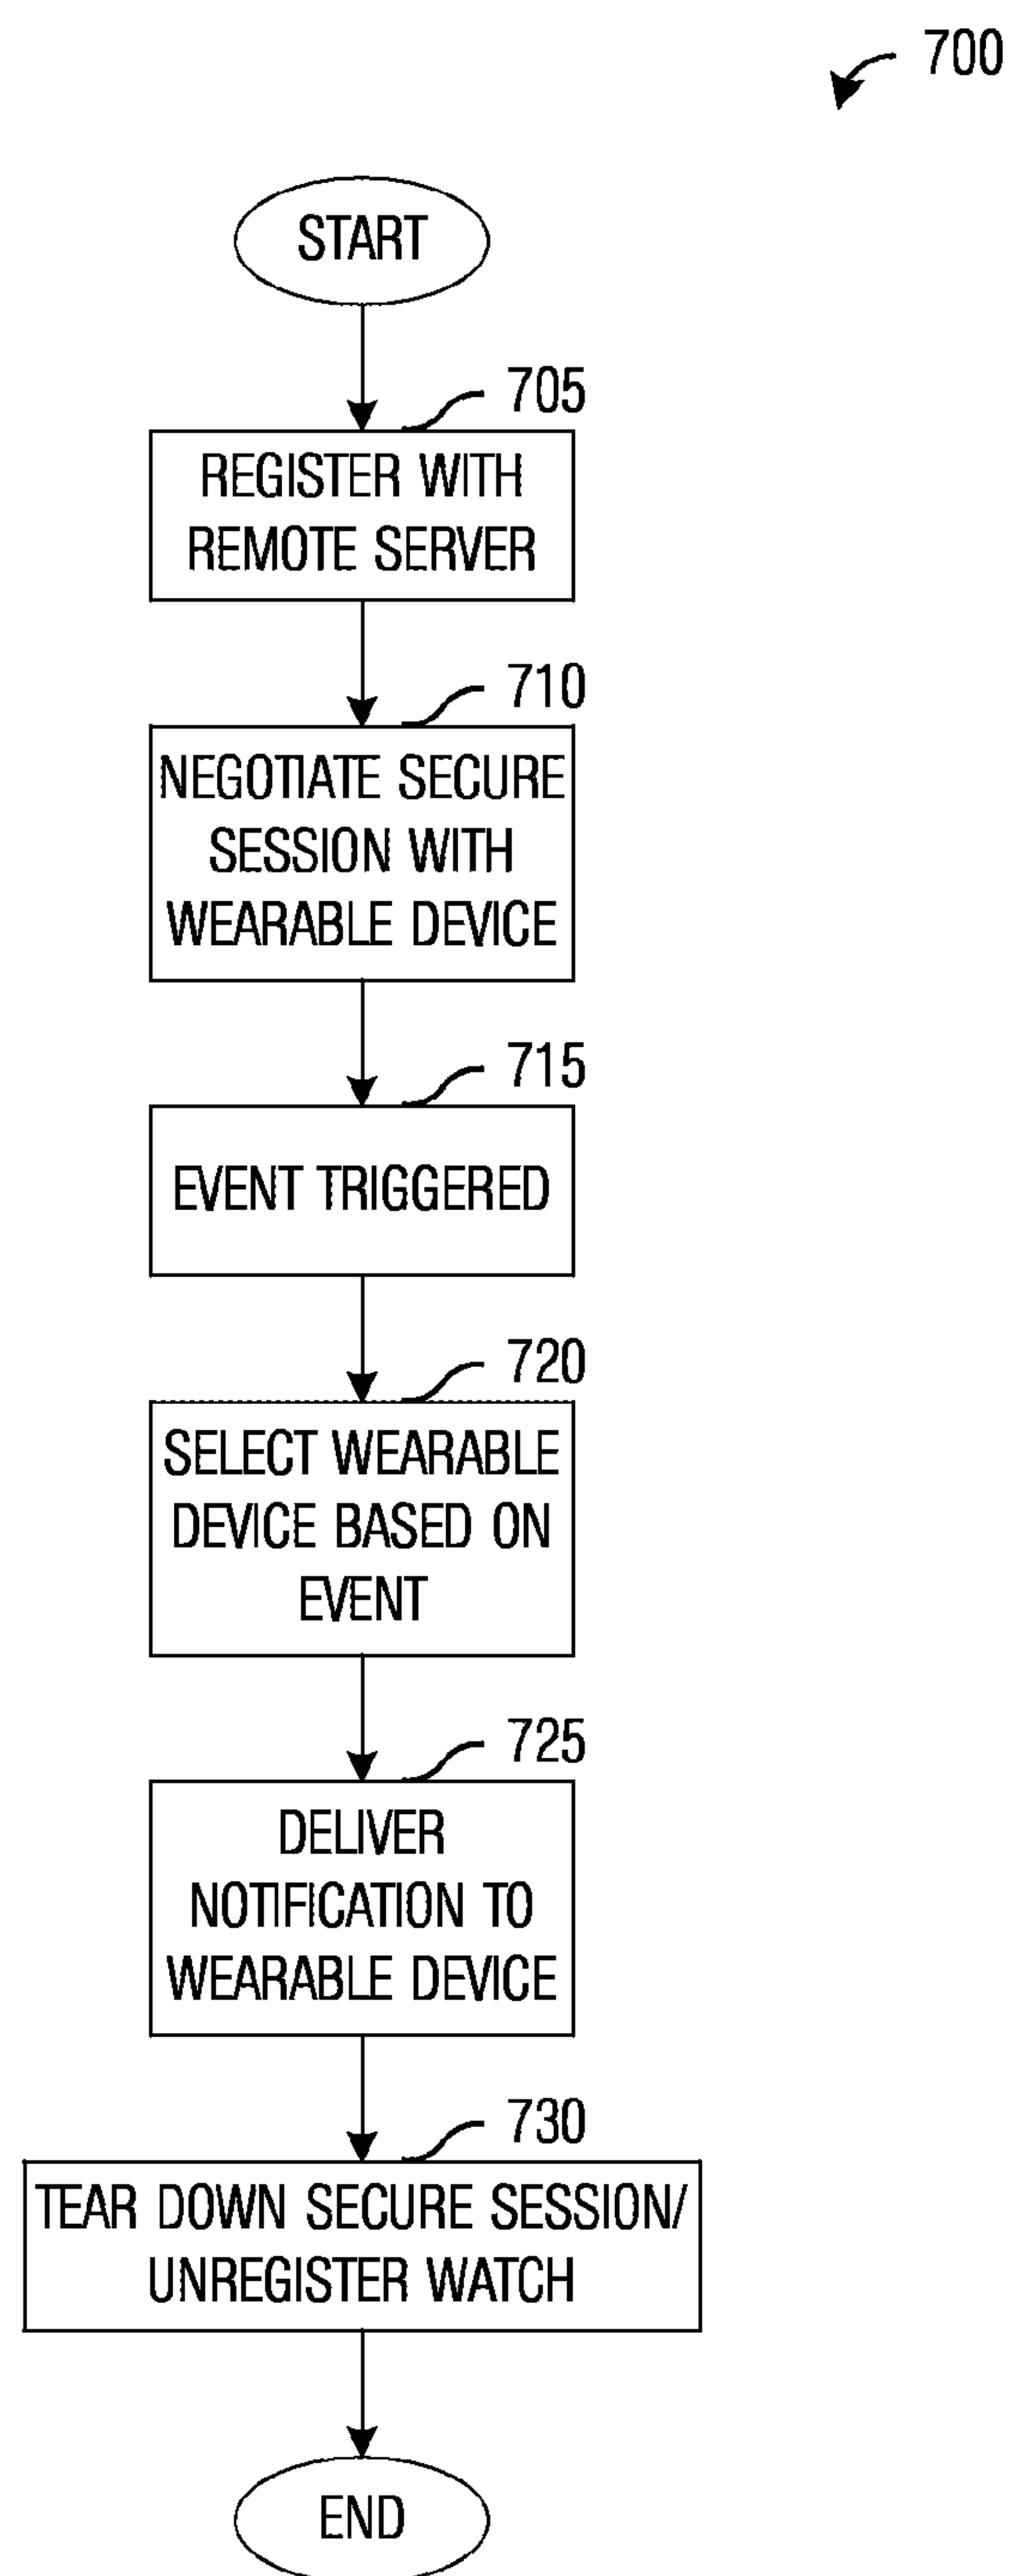 700
START
705
REGISTER WITH
REMOTE SERVER
710
NEGOTIATE SECURE
SESSION WITH
WEARABLE DEVICE
715
EVENT TRIGGERED
720
SELECT WEARABLE
DEVICE BASED ON
EVENT
725
DELIVER
NOTIFICATION TO
WEARABLE DEVICE
730
TEAR DOWN SECURE SESSION/
UNREGISTER WATCH
END